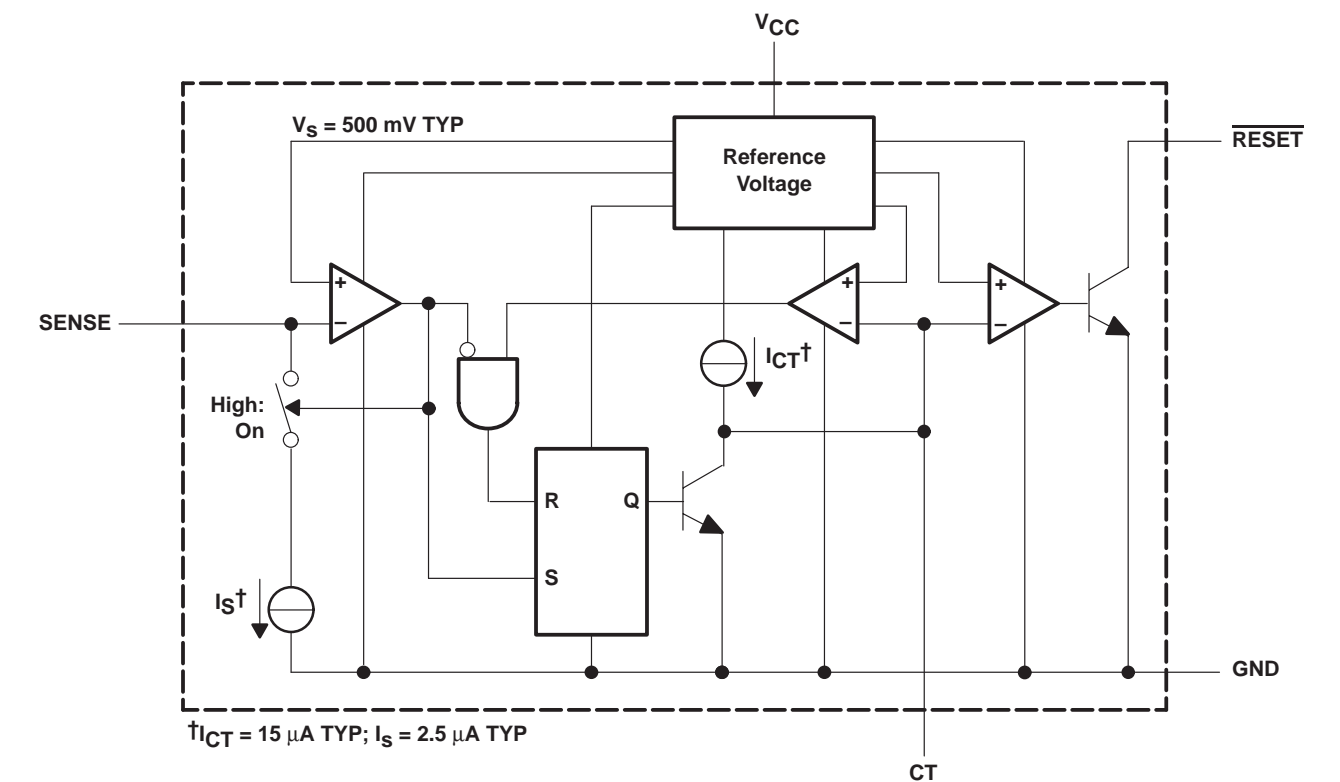 VCC
VS = 500 mV TYP
Reference
Voltage
RESET
+
–
+
–
+
–
SENSE
ICT†
High:
On
R
Q
S
IS†
GND
†ICT = 15 μA TYP; IS = 2.5 μA TYP
CT